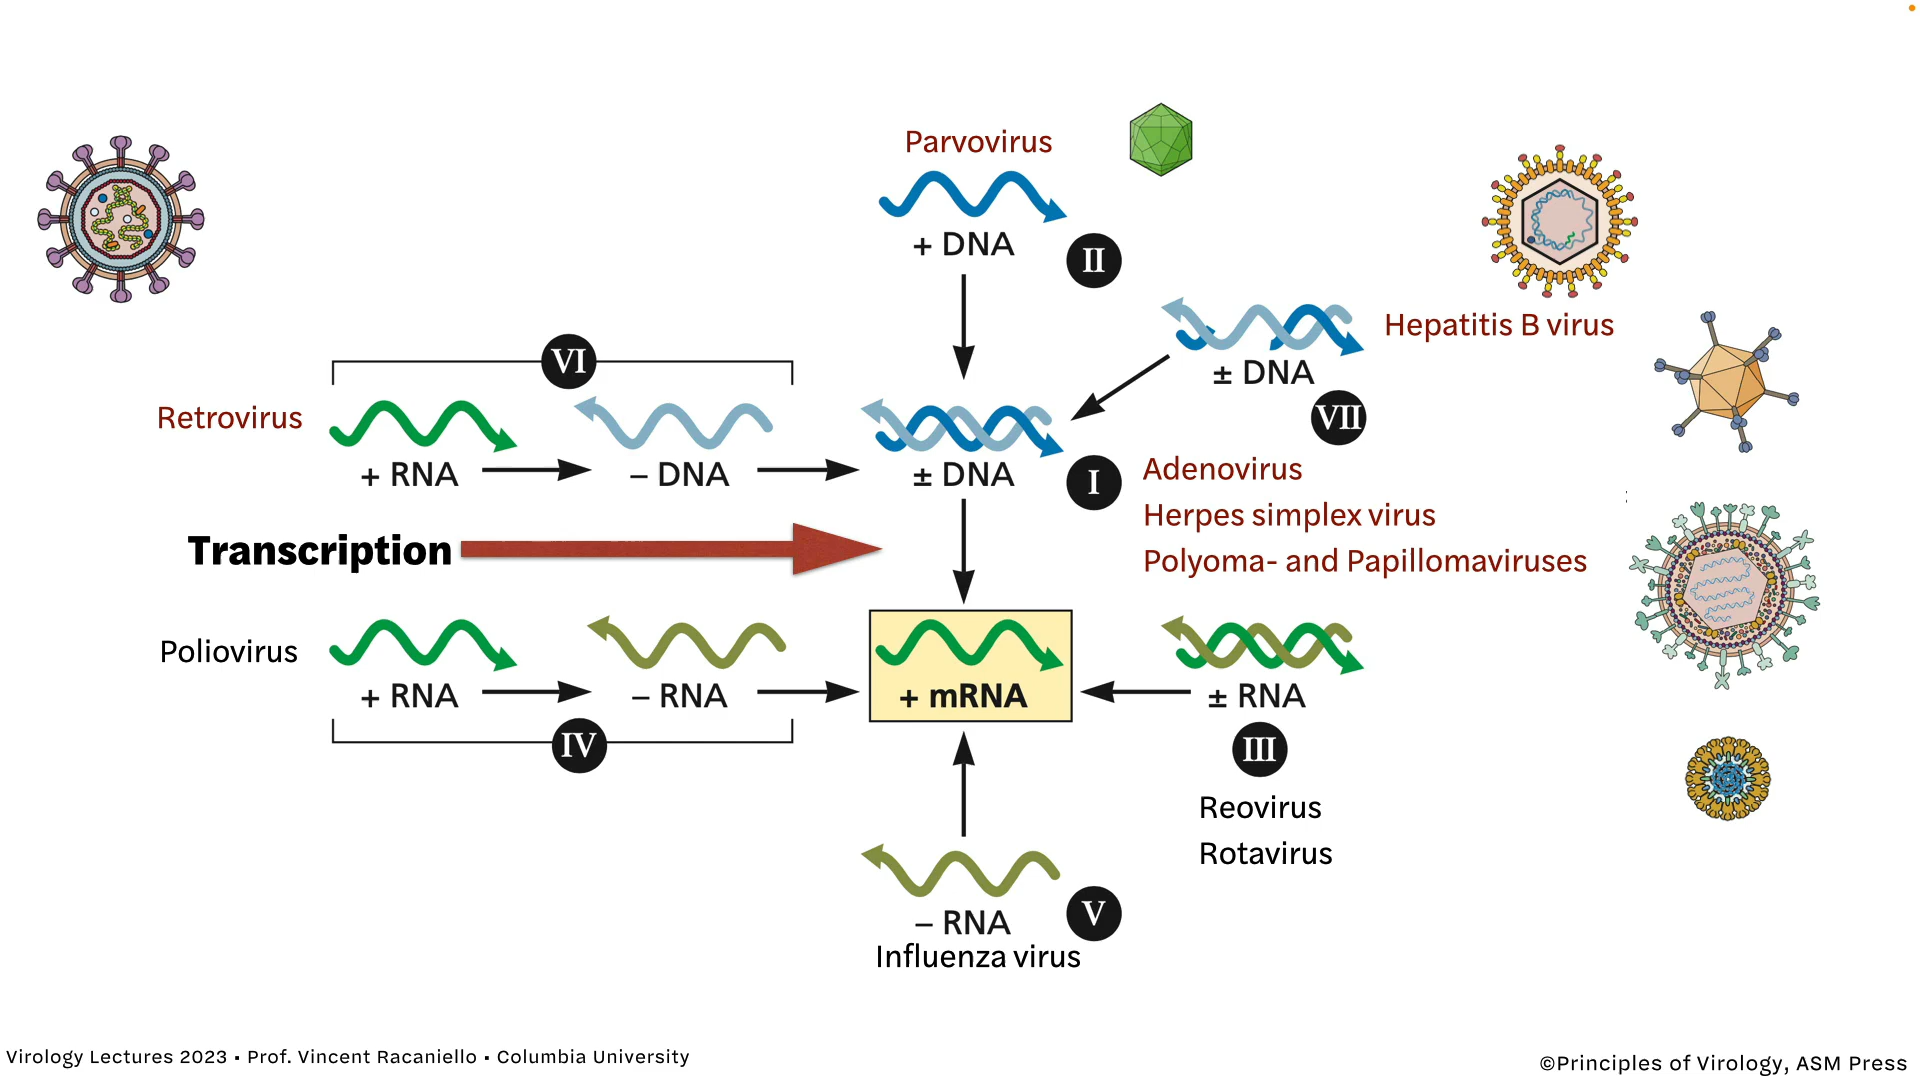 Parvovirus
+ DNA
II
Hepatitis B virus
± DNA
VII
VI
Retrovirus
+ RNA
– DNA
± DNA
I
Adenovirus
Herpes simplex virus
Polyoma- and Papillomaviruses
Transcription
Poliovirus
+ RNA
– RNA
+ mRNA
± RNA
IV
III
Reovirus
Rotavirus
– RNA
V
Influenza virus
Virology Lectures 2023 • Prof. Vincent Racaniello • Columbia University
©Principles of Virology, ASM Press